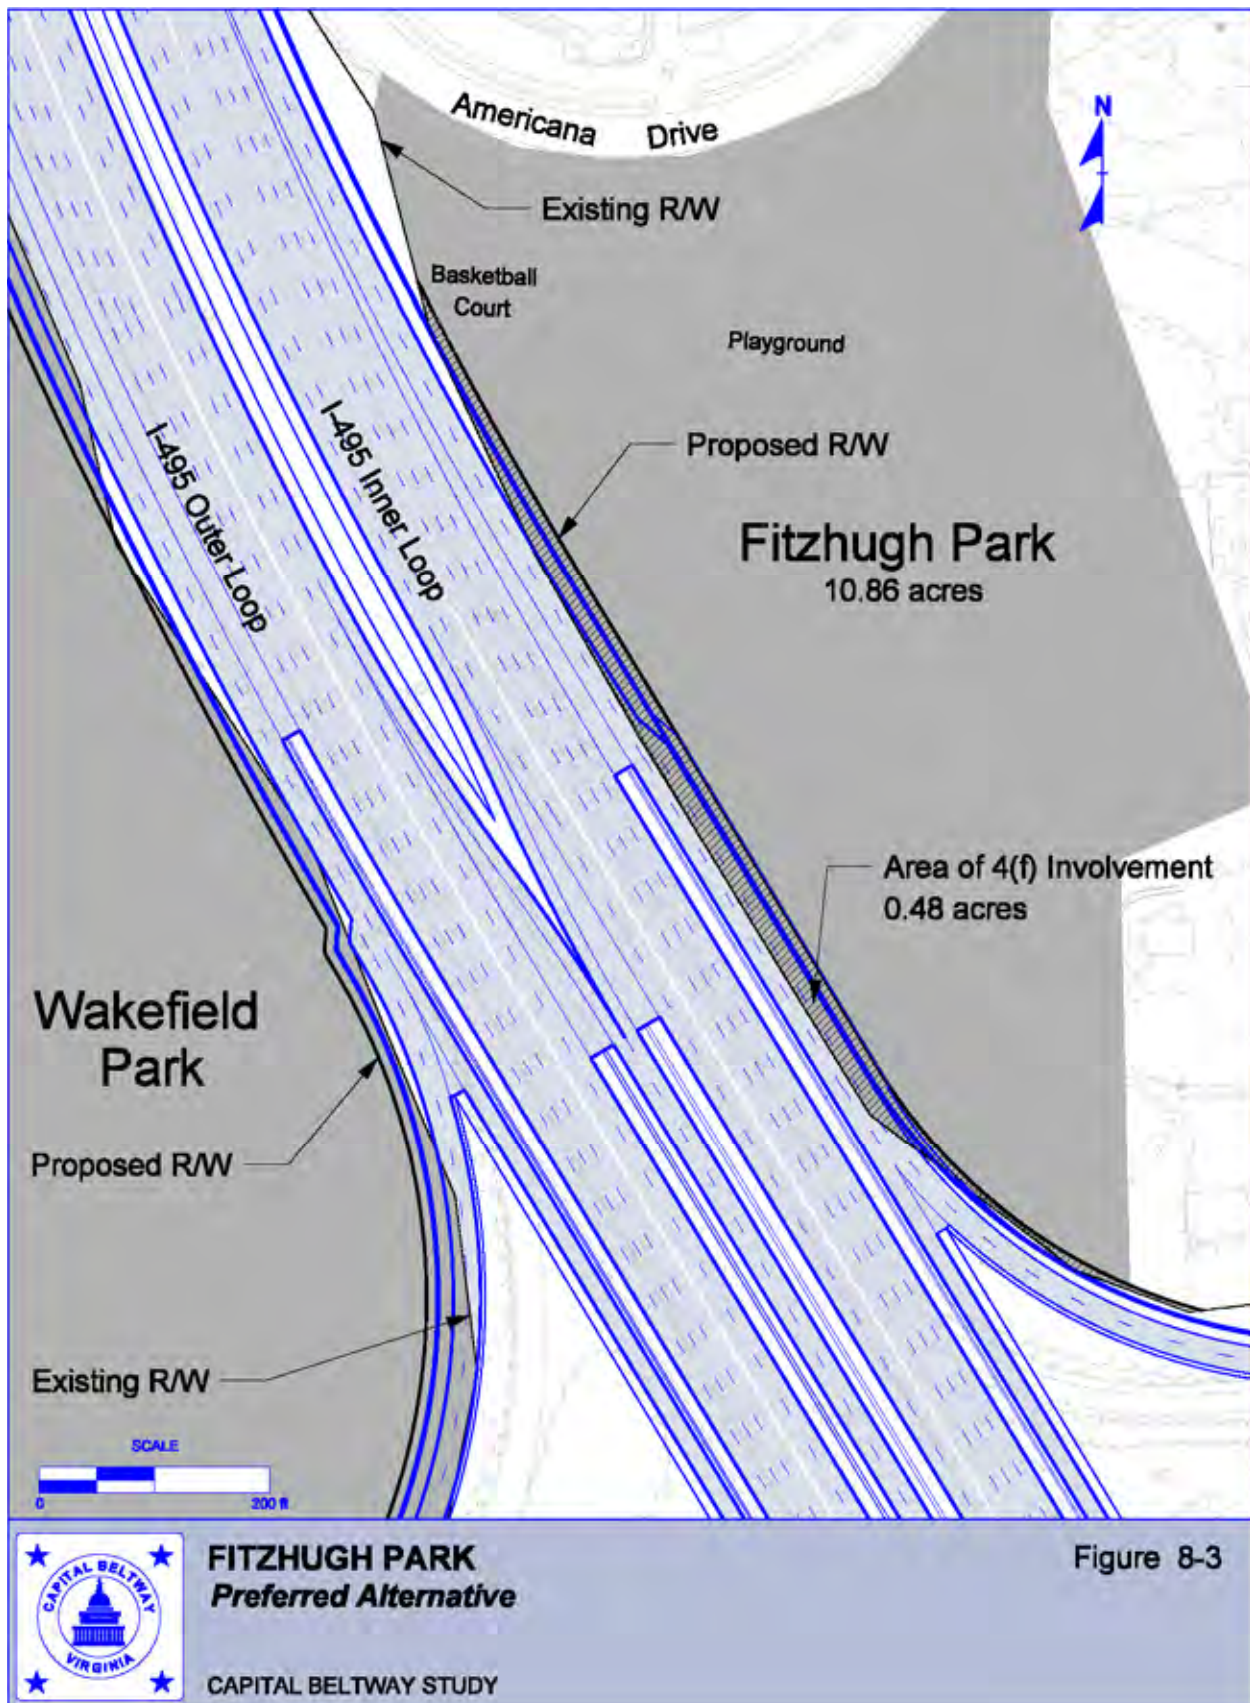 Americana Drive
N
Existing R/W
Basketball
Court
Playground
I-495 Outer Loop
I-495 Inner Loop
Proposed R/W
Fitzhugh Park
10.86 acres
Area of 4(f) Involvement
0.48 acres
Wakefield
Park
Proposed R/W
Existing R/W
SCALE
0 200 ft
CAPITAL BELTWAY
VIRGINIA
FITZHUGH PARK
Preferred Alternative
CAPITAL BELTWAY STUDY
Figure 8-3